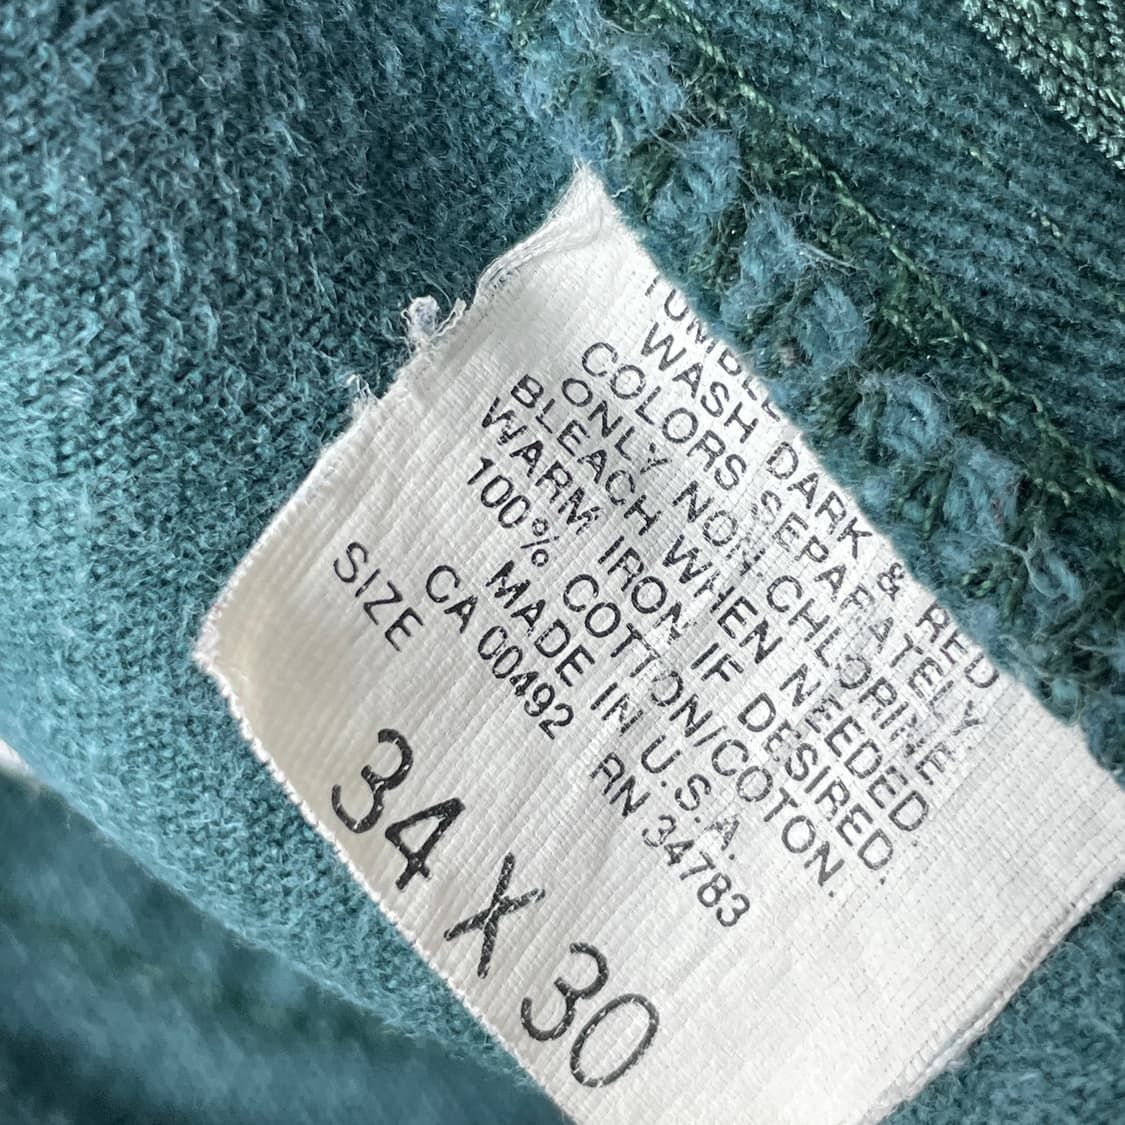 TUMBLE
WASH DARK & RED
COLORS SEPARATELY.
ONLY NON-CHLORINE
BLEACH WHEN NEEDED.
WARM IRON IF DESIRED.
100% COTTON/COTON.
MADE IN U.S.A.
CA 00492 RN 34783
SIZE
34 X 30